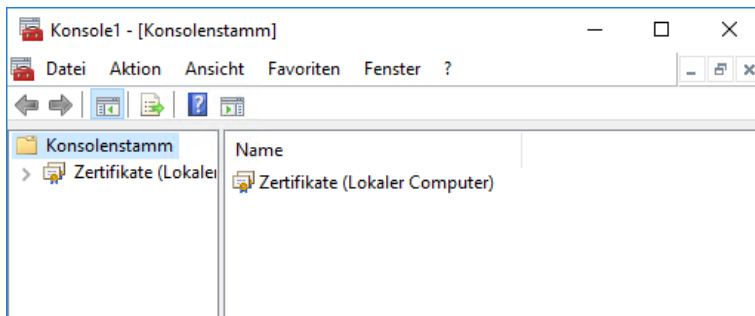 Konsole1 - [Konsolenstamm]
Datei Aktion Ansicht Favoriten Fenster ?
Konsolenstamm
Zertifikate (Lokaler
Name
Zertifikate (Lokaler Computer)